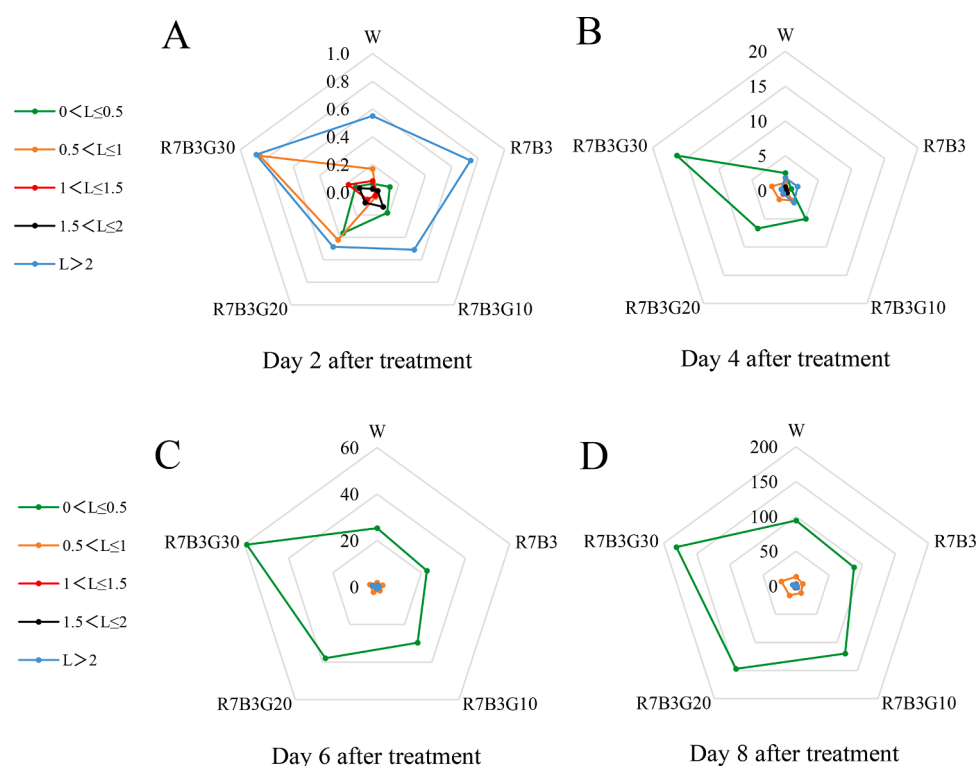 A
W
1.0
0.8
0.6
0.4
0.2
0.0
R7B3G30
R7B3
R7B3G20
R7B3G10
Day 2 after treatment
0<L≤0.5
0.5<L≤1
1<L≤1.5
1.5<L≤2
L>2
B
W
20
15
10
5
0
R7B3G30
R7B3
R7B3G20
R7B3G10
Day 4 after treatment
C
W
60
40
20
0
R7B3G30
R7B3
R7B3G20
R7B3G10
Day 6 after treatment
0<L≤0.5
0.5<L≤1
1<L≤1.5
1.5<L≤2
L>2
D
W
200
150
100
50
0
R7B3G30
R7B3
R7B3G20
R7B3G10
Day 8 after treatment